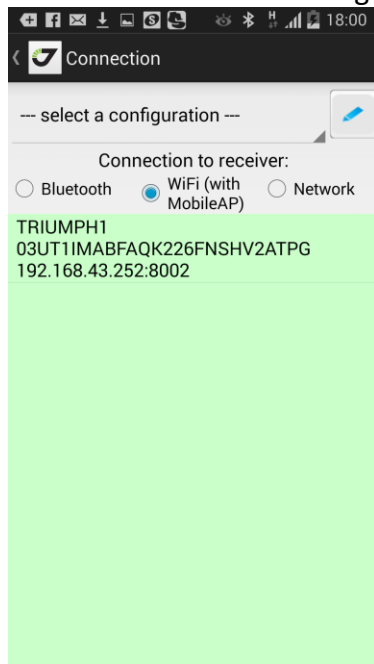 18:00
Connection
--- select a configuration ---
Connection to receiver:
Bluetooth
WiFi (with
MobileAP)
Network
TRIUMPH1
03UT1IMABFAQK226FNSHV2ATPG
192.168.43.252:8002